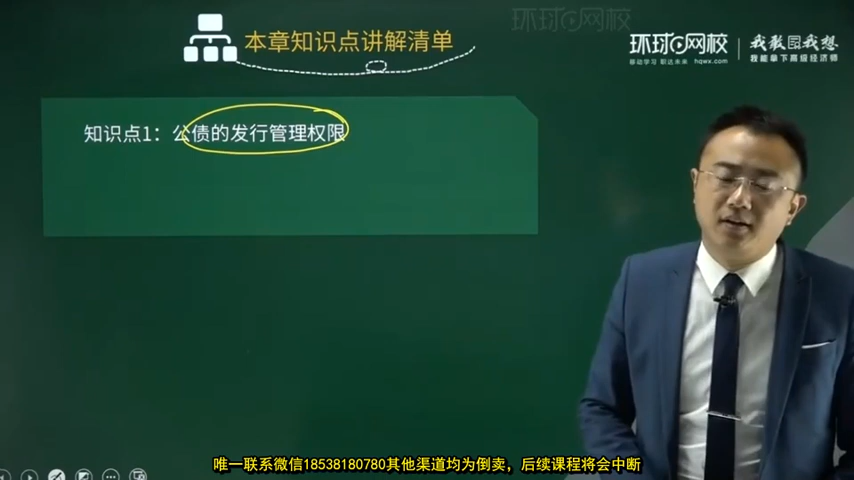 环球网校
本章知识点讲解清单
环球网校
移动学习 职达未来 hqwx.com
我敢 我想
我能拿下高级经济师
知识点1：公债的发行管理权限
唯一联系微信18538180780其他渠道均为倒卖，后续课程将会中断